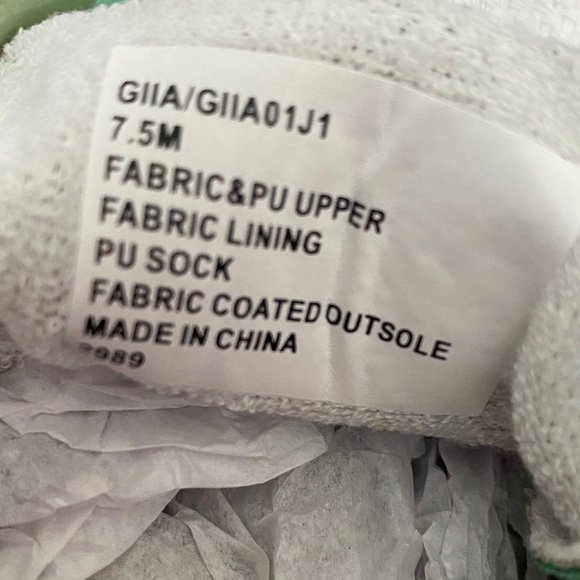 GIIA/GIIA01J1
7.5M
FABRIC&PU UPPER
FABRIC LINING
PU SOCK
FABRIC COATED OUTSOLE
MADE IN CHINA